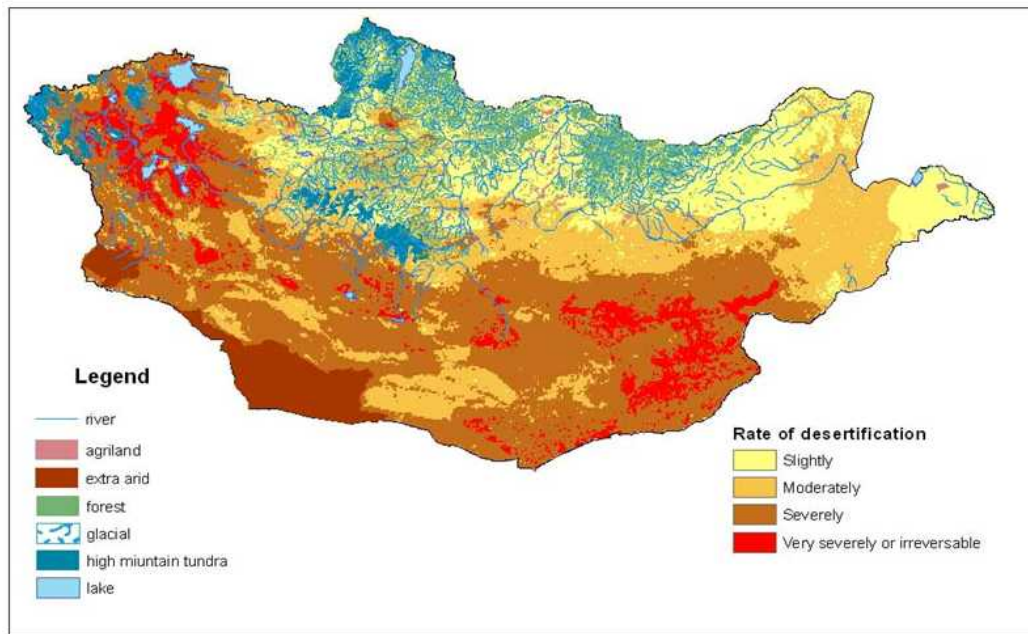 Legend
river
agriland
extra arid
forest
glacial
high miuntain tundra
lake
Rate of desertification
Slightly
Moderately
Severely
Very severely or irreversable